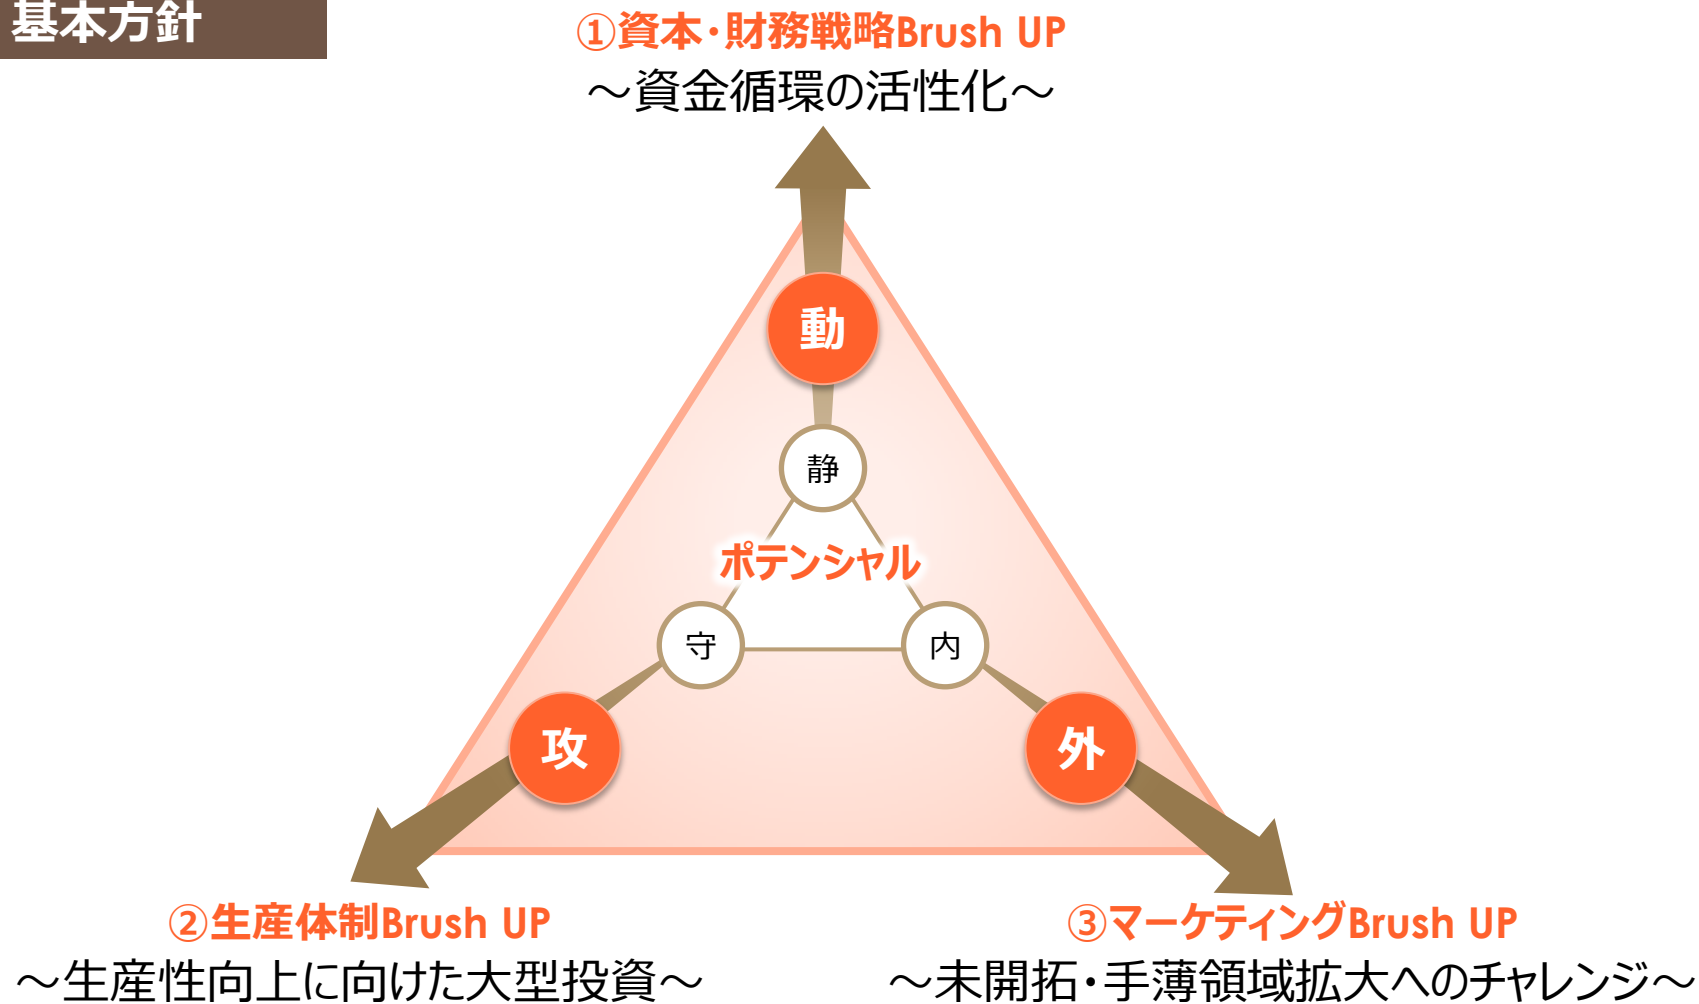 基本方針
①資本・財務戦略Brush UP
～資金循環の活性化～
動
静
ポテンシャル
守
内
攻
外
②生産体制Brush UP
～生産性向上に向けた大型投資～
③マーケティングBrush UP
～未開拓・手薄領域拡大へのチャレンジ～